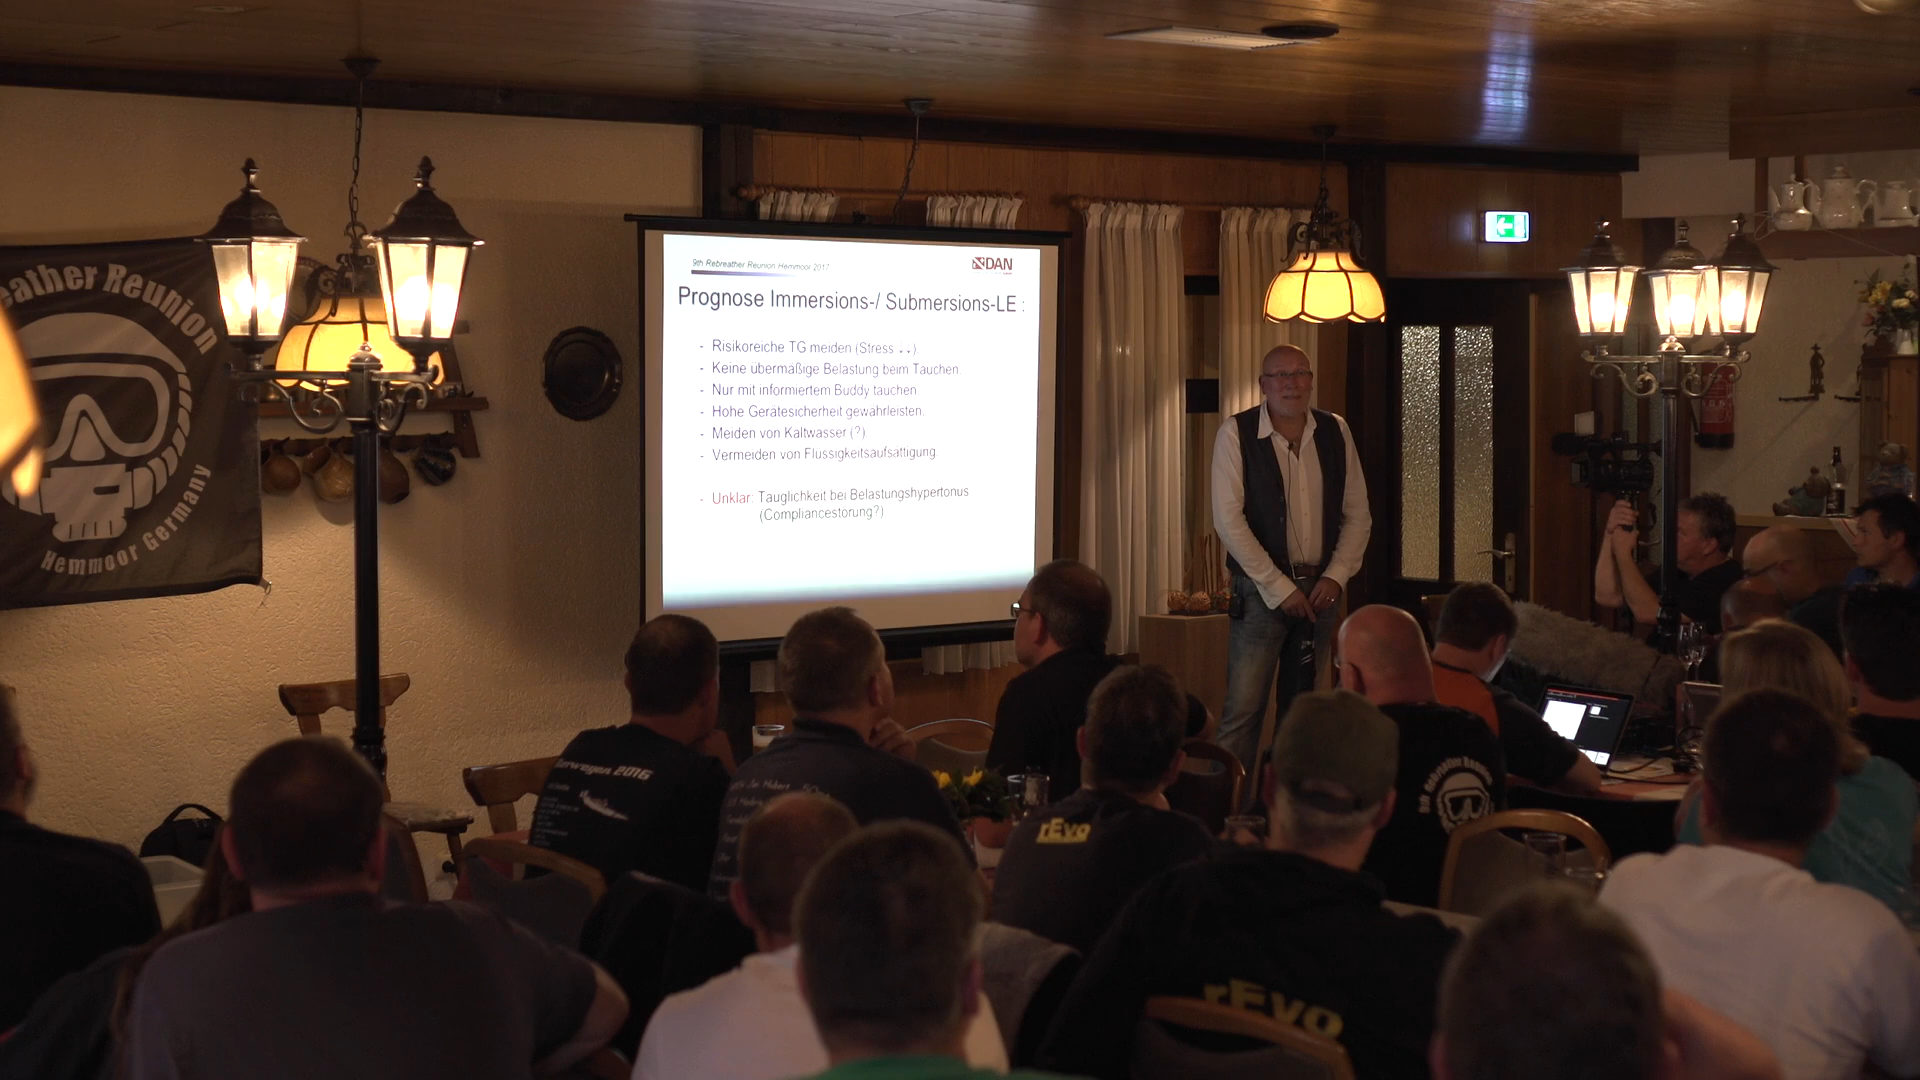 eather Reunion
Hemmoor Germany
9th Rebreather Reunion Hemmoor 2017
DAN
Prognose Immersions-/ Submersions-LE :
- Risikoreiche TG meiden (Stress ↓↓).
- Keine übermäßige Belastung beim Tauchen.
- Nur mit informiertem Buddy tauchen.
- Hohe Gerätesicherheit gewährleisten.
- Meiden von Kaltwasser (?)
- Vermeiden von Flüssigkeitsaufsättigung.
- Unklar: Tauglichkeit bei Belastungshypertonus
(Compliancestörung?)
2016
rEvo
rEvo